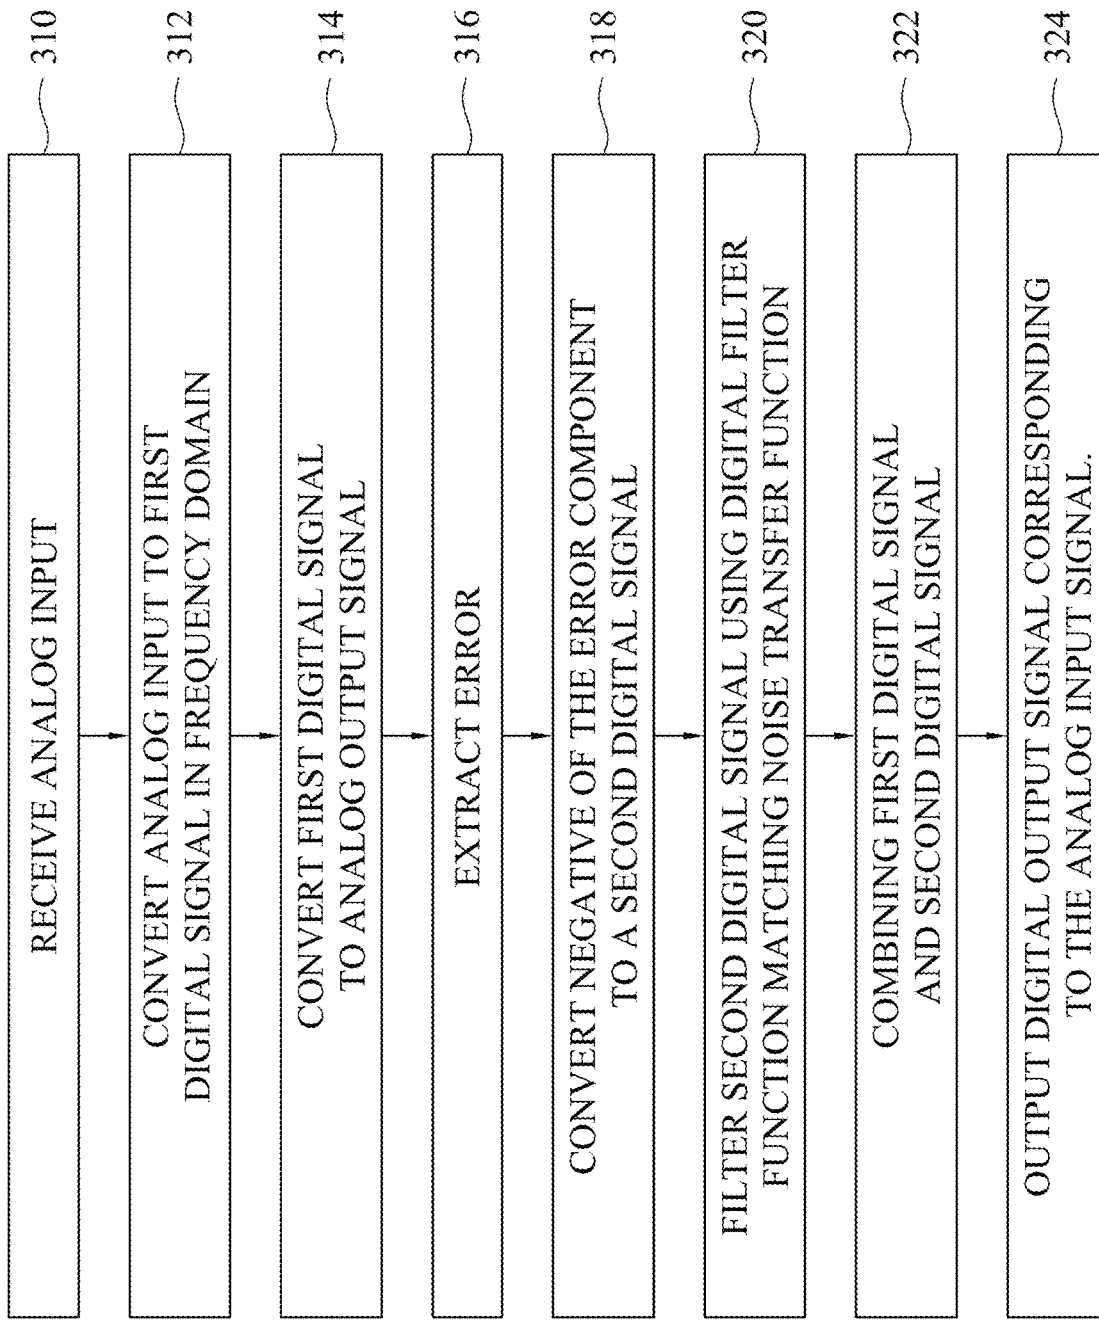 RECEIVE ANALOG INPUT
310
CONVERT ANALOG INPUT TO FIRST
DIGITAL SIGNAL IN FREQUENCY DOMAIN
312
CONVERT FIRST DIGITAL SIGNAL
TO ANALOG OUTPUT SIGNAL
314
EXTRACT ERROR
316
CONVERT NEGATIVE OF THE ERROR COMPONENT
TO A SECOND DIGITAL SIGNAL
318
FILTER SECOND DIGITAL SIGNAL USING DIGITAL FILTER
FUNCTION MATCHING NOISE TRANSFER FUNCTION
320
COMBINING FIRST DIGITAL SIGNAL
AND SECOND DIGITAL SIGNAL
322
OUTPUT DIGITAL OUTPUT SIGNAL CORRESPONDING
TO THE ANALOG INPUT SIGNAL.
324